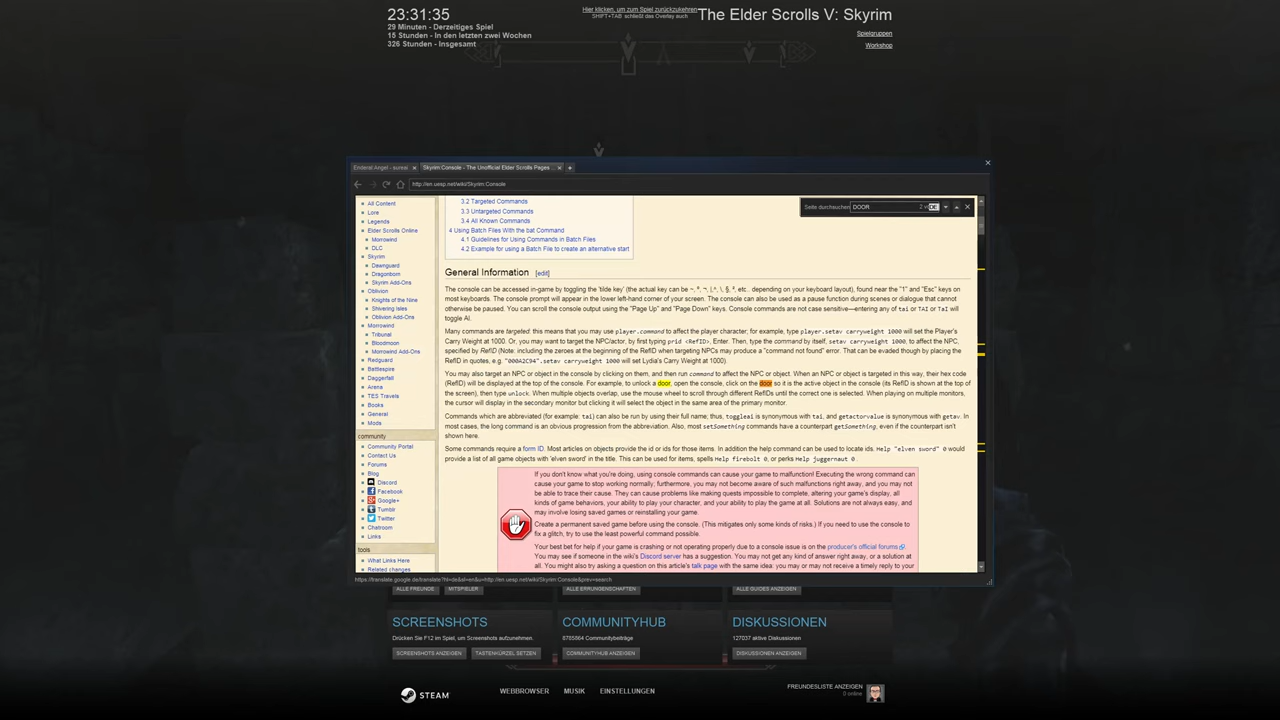 23:31:35
29 Minuten - Derzeitiges Spiel
15 Stunden - In den letzten zwei Wochen
326 Stunden - Insgesamt
Hier klicken, um zum Spiel zurückzukehren
SHIFT+TAB schließt das Overlay auch
The Elder Scrolls V: Skyrim
Spielgruppen
Workshop
Enderal Angel - sureai
Skyrim:Console - The Unofficial Elder Scrolls Pages ...
http://en.uesp.net/wiki/Skyrim:Console
Seite durchsuchen DOOR
All Content
Lore
Legends
Elder Scrolls Online
Morrowind
DLC
Skyrim
Dawnguard
Dragonborn
Skyrim Add-Ons
Oblivion
Knights of the Nine
Shivering Isles
Oblivion Add-Ons
Morrowind
Tribunal
Bloodmoon
Morrowind Add-Ons
Redguard
Battlespire
Daggerfall
Arena
TES Travels
Books
General
Mods
community
Community Portal
Contact Us
Forums
Blog
Discord
Facebook
Google+
Tumblr
Twitter
Chatroom
Links
tools
What Links Here
Related changes
3.2 Targeted Commands
3.3 Untargeted Commands
3.4 All Known Commands
4 Using Batch Files With the bat Command
4.1 Guidelines for Using Commands in Batch Files
4.2 Example for using a Batch File to create an alternative start
General Information [edit]
The console can be accessed in-game by toggling the 'tilde key' (the actual key can be
depending on your keyboard layout), found near the "1" and "Esc" keys on
most keyboards. The console prompt will appear in the lower left-hand corner of your screen. The console can also be used as a pause function during scenes or dialogue that cannot
otherwise be paused. You can scroll the console output using the "Page Up" and "Page Down" keys. Console commands are not case sensitive—entering any of tai or TAI or TaI will
toggle AI.
Many commands are targeted: this means that you may use player.command to affect the player character; for example, type player.setav carryweight 1000 will set the Player's
Carry Weight at 1000. Or, you may want to target the NPC/actor, by first typing prid <RefID>, Enter. Then, type the command by itself, setav carryweight 1000, to affect the NPC,
specified by RefID (Note: including the zeroes at the beginning of the RefID when targeting NPCs may produce a "command not found" error. That can be evaded though by placing the
RefID in quotes, e.g. "000A2C94".setav carryweight 1000 will set Lydia's Carry Weight at 1000)
You may also target an NPC or object in the console by clicking on them, and then run command to affect the NPC or object. When an NPC or object is targeted in this way, their hex code
(RefID) will be displayed at the top of the console. For example, to unlock a door, open the console, click on the door so it is the active object in the console (its RefID is shown at the top of
the screen), then type unlock. When multiple objects overlap, use the mouse wheel to scroll through different RefIDs until the correct one is selected. When playing on multiple monitors,
the cursor will display in the secondary monitor but clicking it will select the object in the same area of the primary monitor.
Commands which are abbreviated (for example: tai) can also be run by using their full name; thus, toggleai is synonymous with tai, and getactorvalue is synonymous with getav. In
most cases, the long command is an obvious progression from the abbreviation. Also, most setSomething commands have a counterpart getSomething, even if the counterpart isn't
shown here.
Some commands require a form ID. Most articles on objects provide the id or ids for those items. In addition the help command can be used to locate ids. Help "elven sword" 0 would
provide a list of all game objects with 'elven sword' in the title. This can be used for items, spells Help firebolt 0, or perks Help juggernaut 0.
If you don't know what you're doing, using console commands can cause your game to malfunction! Executing the wrong command can
cause your game to stop working normally; furthermore, you may not become aware of such malfunctions right away, and you may not
be able to trace their cause. They can cause problems like making quests impossible to complete, altering your game's display, all
kinds of game behaviors, your ability to play your character, and your ability to play the game at all. Solutions are not always easy, and
may involve losing saved games or reinstalling your game.
Create a permanent saved game before using the console. (This mitigates only some kinds of risks.) If you need to use the console to
fix a glitch, try to use the least powerful command possible.
Your best bet for help if your game is crashing or not operating properly due to a console issue is on the producer's official forums
You may see if someone in the wiki's Discord server has a suggestion. You may not get any kind of answer right away, or a solution at
all. You might also try asking a question on this article's talk page with the same idea: you may or may not receive a timely reply to your
https://translate.google.de/translate?hl=de&sl=en&u=http://en.uesp.net/wiki/Skyrim:Console&prev=search
ALLE FREUNDE
MITSPIELER
ALLE ERRUNGENSCHAFTEN
ALLE GUIDES ANZEIGEN
SCREENSHOTS
Drücken Sie F12 im Spiel, um Screenshots aufzunehmen.
SCREENSHOTS ANZEIGEN
TASTENKÜRZEL SETZEN
COMMUNITYHUB
8765564 Communitybeiträge
COMMUNITYHUB ANZEIGEN
DISKUSSIONEN
127037 aktive Diskussionen
DISKUSSIONEN ANZEIGEN
STEAM
WEBBROWSER
MUSIK
EINSTELLUNGEN
FREUNDESLISTE ANZEIGEN
0 online